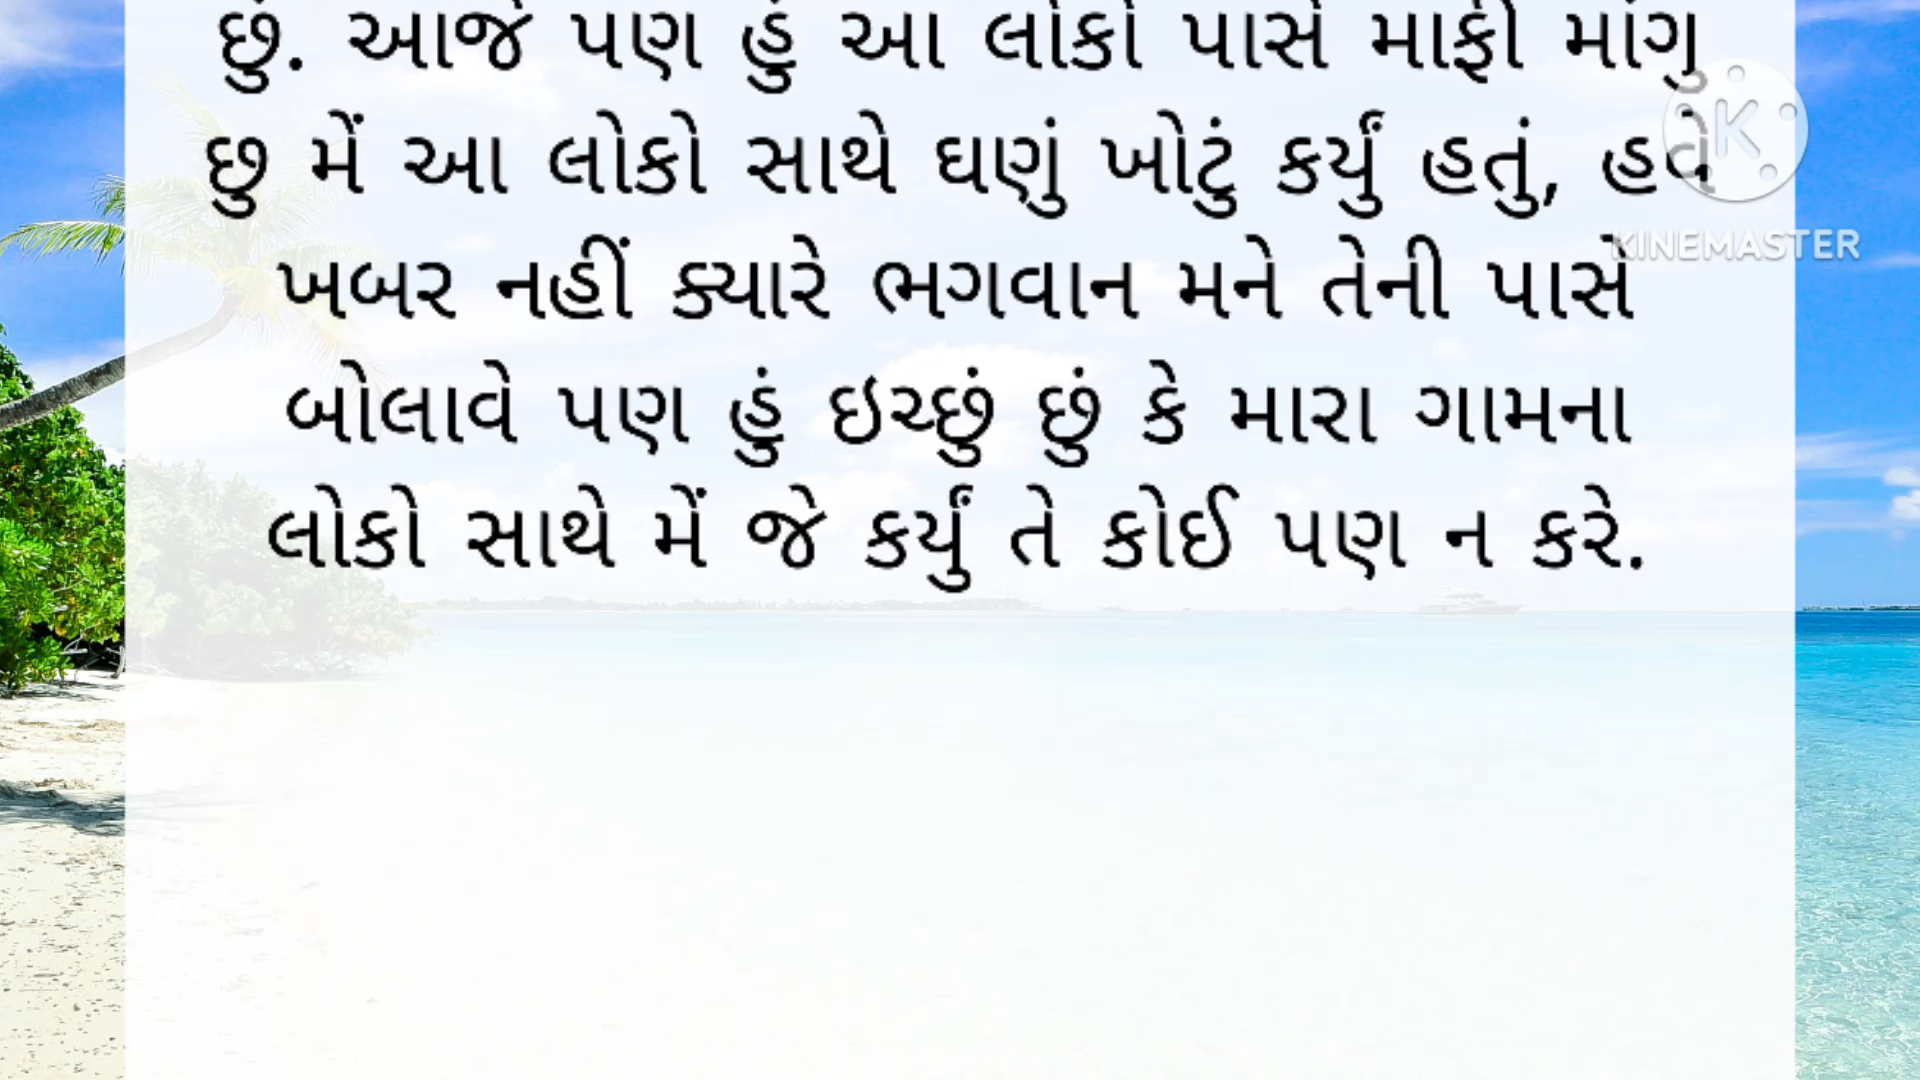 છું. આજે પણ હું આ લોકો પાસે માફી માંગુ
છુ મેં આ લોકો સાથે ઘણું ખોટું કર્યું હતું, હવે
ખબર નહીં ક્યારે ભગવાન મને તેની પાસે
બોલાવે પણ હું ઇચ્છું છું કે મારા ગામના
લોકો સાથે મેં જે કર્યું તે કોઈ પણ ન કરે.
K
KINEMASTER